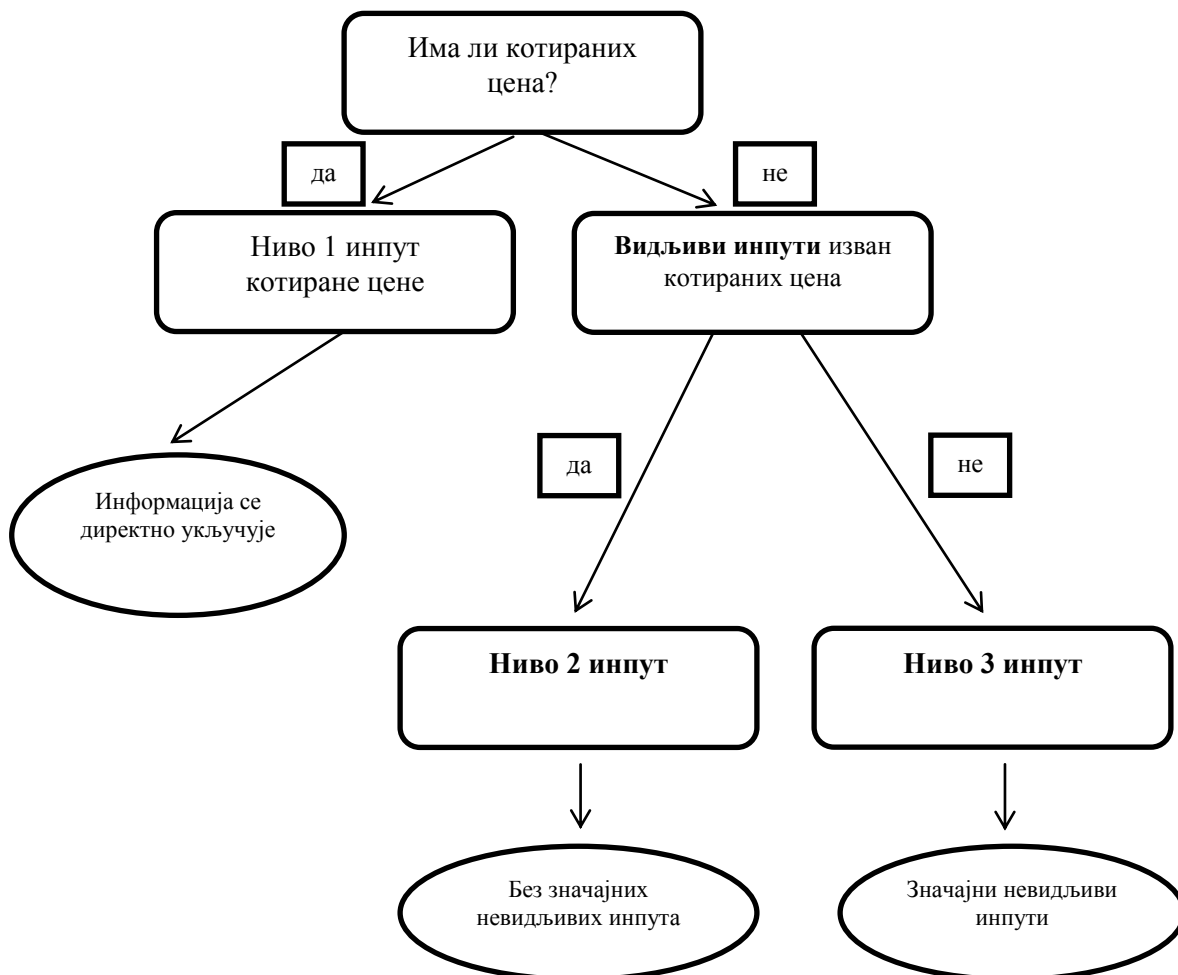 Има ли котираних
цена?
да
не
Ниво 1 инпут
котиране цене
Видљиви инпути изван
котираних цена
да
не
Информација се
директно укључује
Ниво 2 инпут
Ниво 3 инпут
Без значајних
невидљивих инпута
Значајни невидљиви
инпути